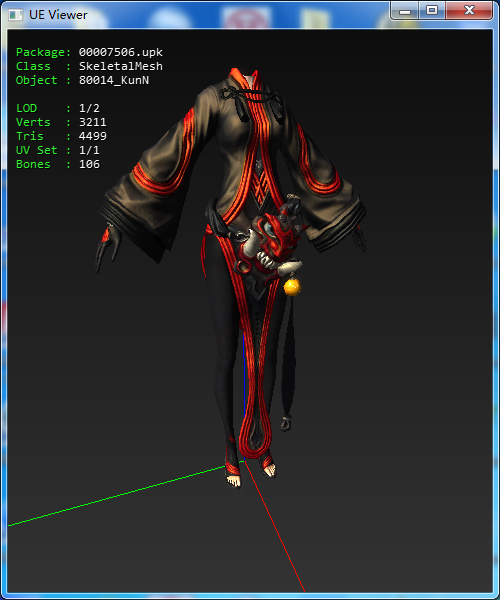 UE Viewer
Package: 00007506.upk
Class : SkeletalMesh
Object : 80014_KunN
LOD : 1/2
Verts : 3211
Tris : 4499
UV Set : 1/1
Bones : 106